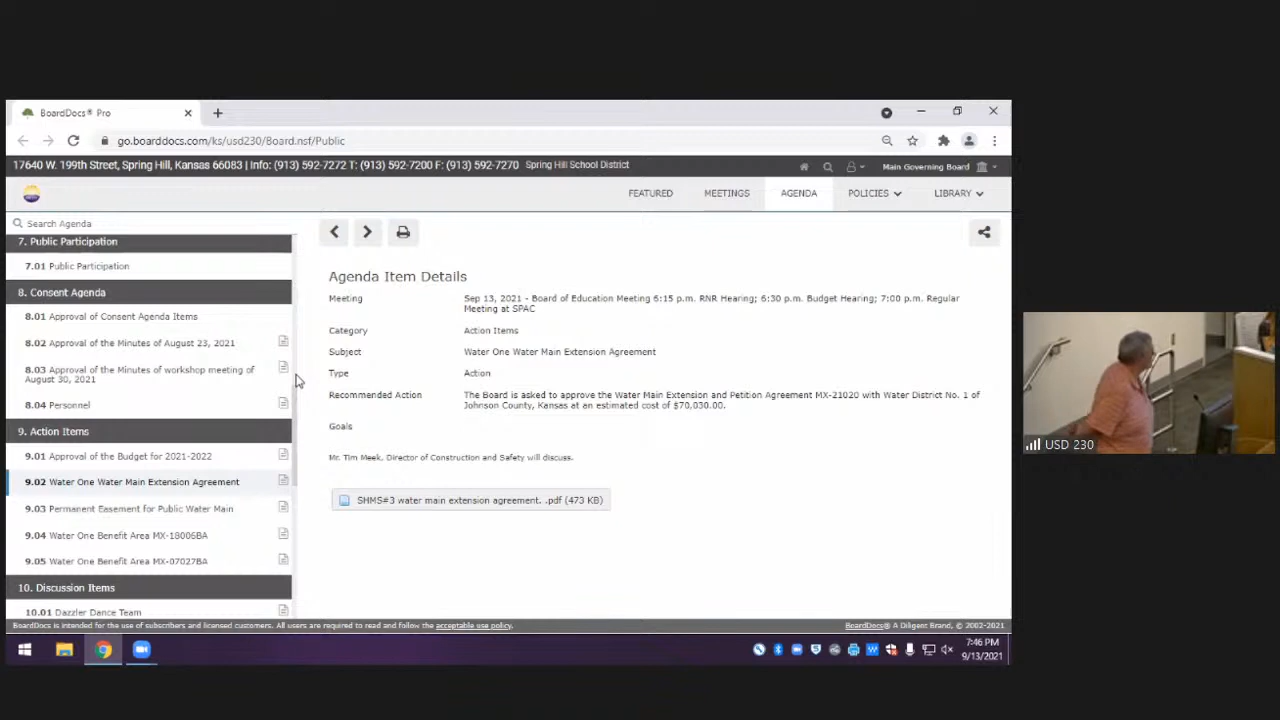 BoardDocs® Pro
go.boarddocs.com/ks/usd230/Board.nsf/Public
17640 W. 199th Street, Spring Hill, Kansas 66083 | Info: (913) 592-7272 T: (913) 592-7200 F: (913) 592-7270 Spring Hill School District
Main Governing Board
FEATURED MEETINGS AGENDA POLICIES LIBRARY
Search Agenda
7. Public Participation
7.01 Public Participation
8. Consent Agenda
8.01 Approval of Consent Agenda Items
8.02 Approval of the Minutes of August 23, 2021
8.03 Approval of the Minutes of workshop meeting of
August 30, 2021
8.04 Personnel
9. Action Items
9.01 Approval of the Budget for 2021-2022
9.02 Water One Water Main Extension Agreement
9.03 Permanent Easement for Public Water Main
9.04 Water One Benefit Area MX-18006BA
9.05 Water One Benefit Area MX-07027BA
10. Discussion Items
10.01 Dazzler Dance Team
Agenda Item Details
Meeting Sep 13, 2021 - Board of Education Meeting 6:15 p.m. RNR Hearing; 6:30 p.m. Budget Hearing; 7:00 p.m. Regular
Meeting at SPAC
Category Action Items
Subject Water One Water Main Extension Agreement
Type Action
Recommended Action The Board is asked to approve the Water Main Extension and Petition Agreement MX-21020 with Water District No. 1 of
Johnson County, Kansas at an estimated cost of $70,030.00.
Goals
Mr. Tim Meek, Director of Construction and Safety will discuss.
SHMS#3 water main extension agreement. .pdf (473 KB)
USD 230
BoardDocs is intended for the use of subscribers and licensed customers. All users are required to read and follow the acceptable use policy.
BoardDocs® A Diligent Brand, © 2002-2021
7:46 PM
9/13/2021